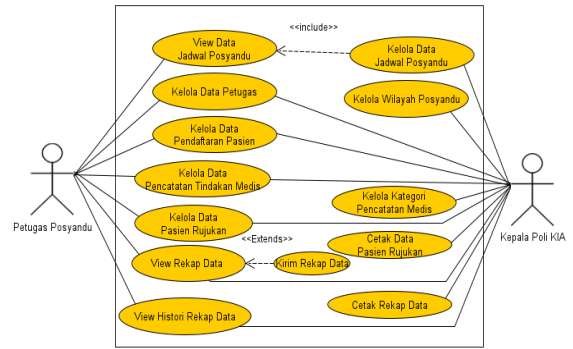 <<include>>
View Data
Jadwal Posyandu
Kelola Data
Jadwal Posyandu
Kelola Data Petugas
Kelola Wilayah Posyandu
Kelola Data
Pendaftaran Pasien
Kelola Data
Pencatatan Tindakan Medis
Kelola Kategori
Pencatatan Medis
Petugas Posyandu
Kepala Poli KIA
Kelola Data
Pasien Rujukan
<<Extends>>
Cetak Data
Pasien Rujukan
View Rekap Data
Kirim Rekap Data
Cetak Rekap Data
View Histori Rekap Data